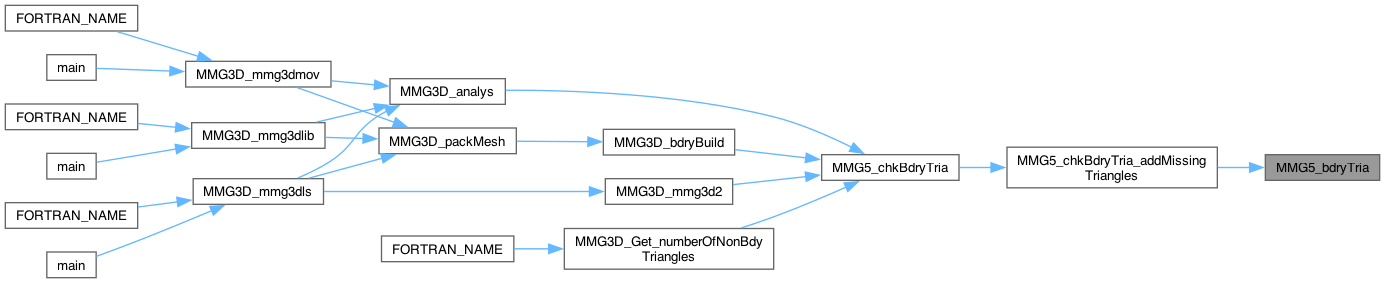 FORTRAN_NAME
main
MMG3D_mmg3dmov
MMG3D_analys
FORTRAN_NAME
MMG3D_mmg3dlib
MMG3D_packMesh
MMG3D_bdryBuild
main
MMG5_chkBdryTria
MMG5_chkBdryTria_addMissing
Triangles
MMG5_bdryTria
MMG3D_mmg3dls
MMG3D_mmg3d2
FORTRAN_NAME
main
FORTRAN_NAME
MMG3D_Get_numberOfNonBdy
Triangles